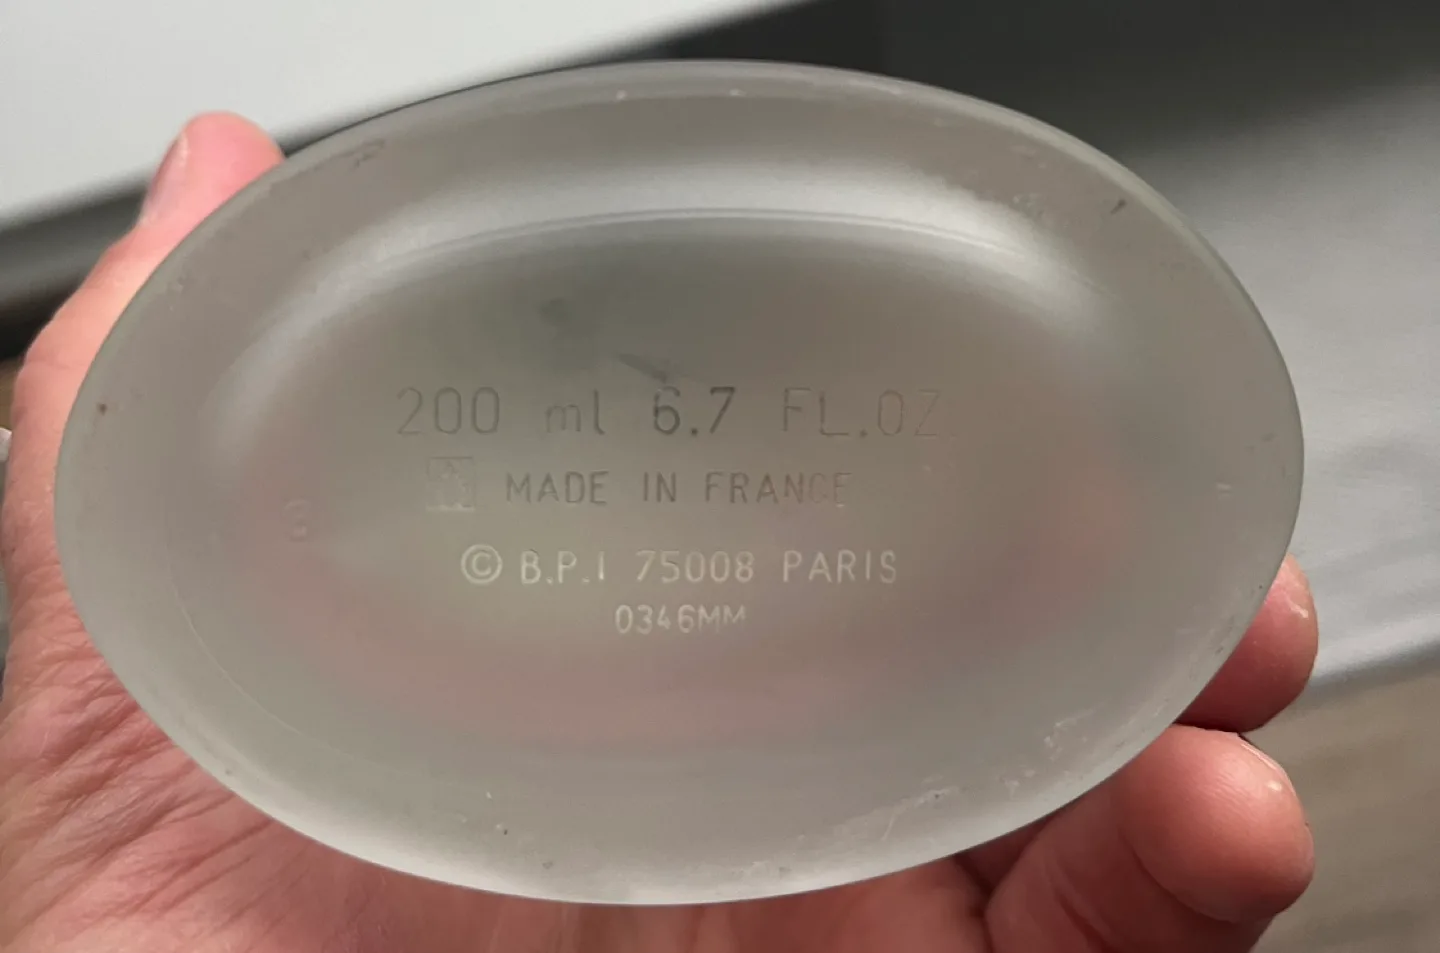 200 ml 6.7 FL.OZ.
MADE IN FRANCE
© B.P.I 75008 PARIS
0346MM